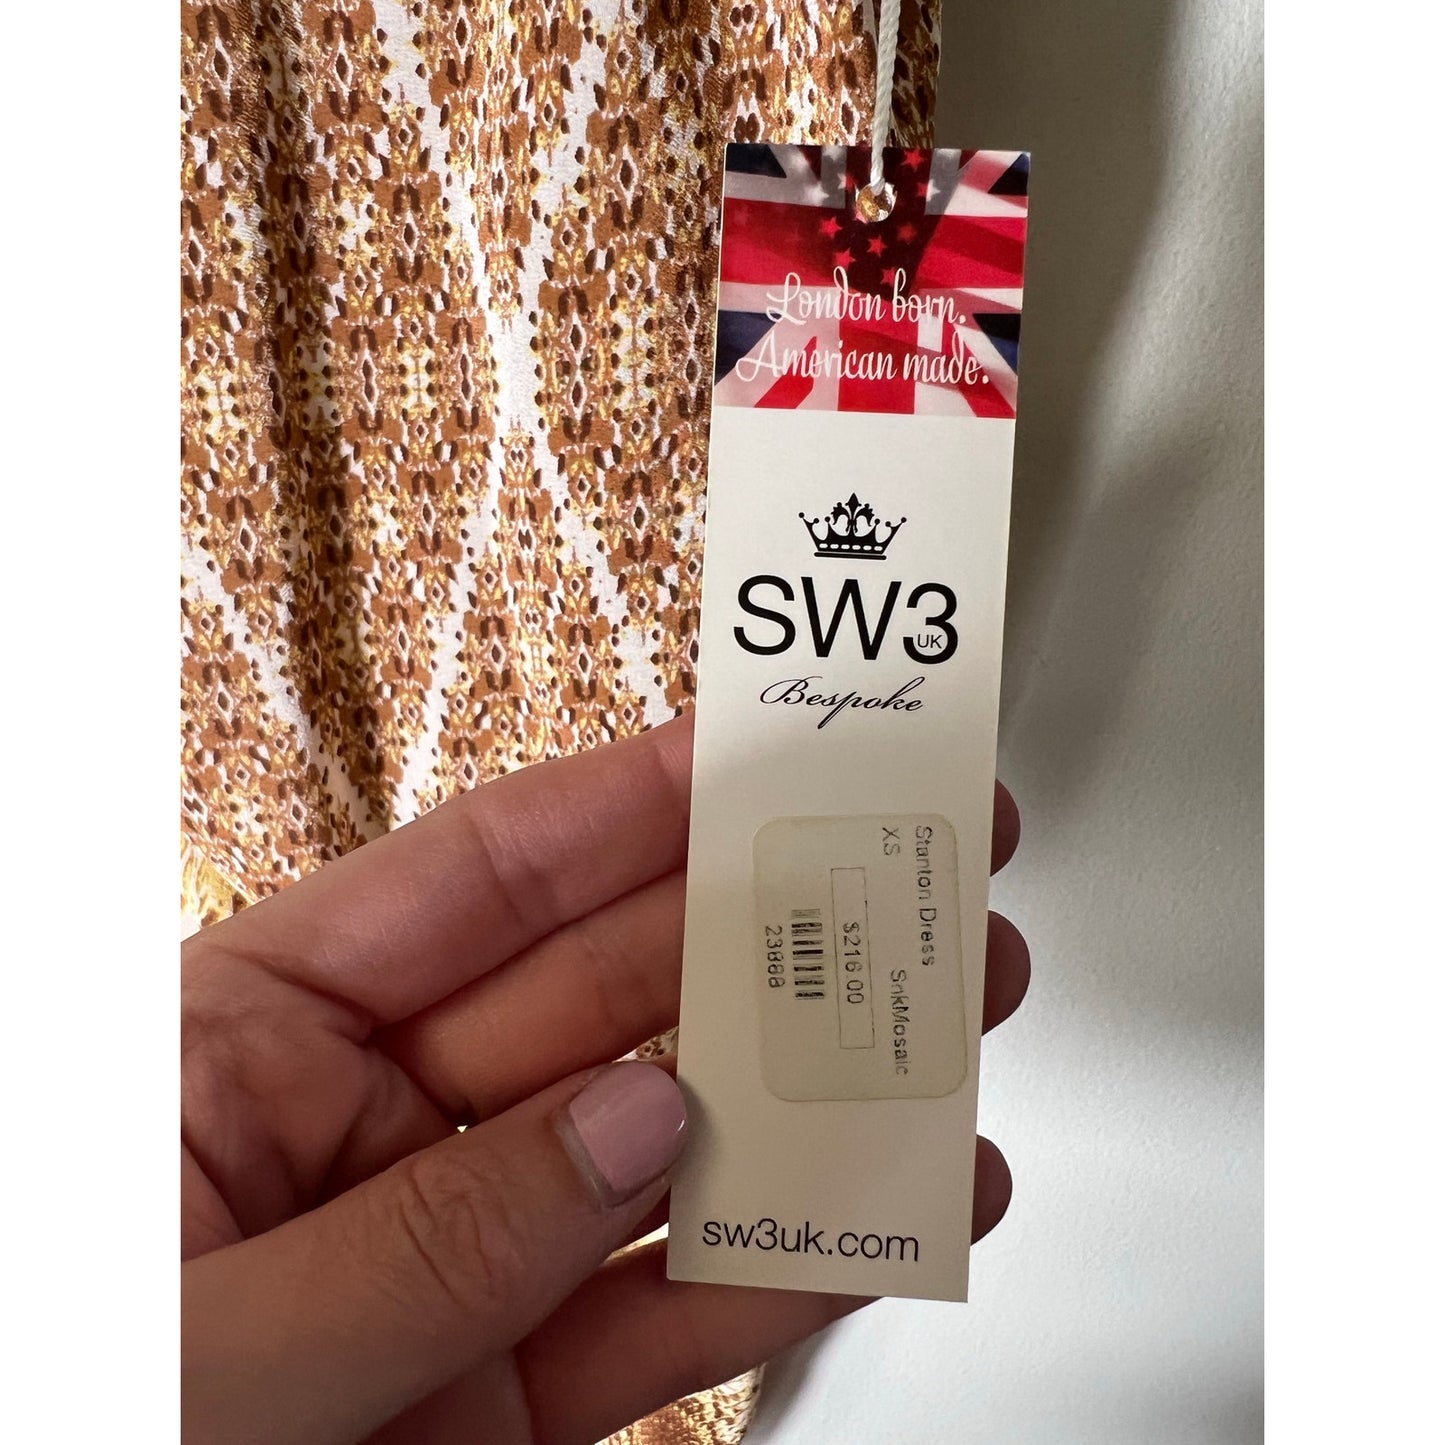 London born.
American made.
SW3
UK
Bespoke
Stanton Dress
XS SnkMosaic
$216.00
23888
sw3uk.com